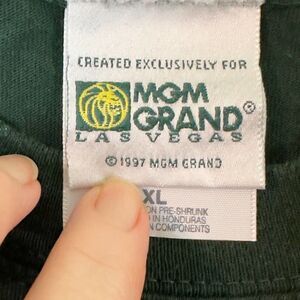 CREATED EXCLUSIVELY FOR
MGM
GRAND®
LAS VEGAS
© 1997 MGM GRAND
XL
PRE-SHRUNK
IN HONDURAS
COMPONENTS